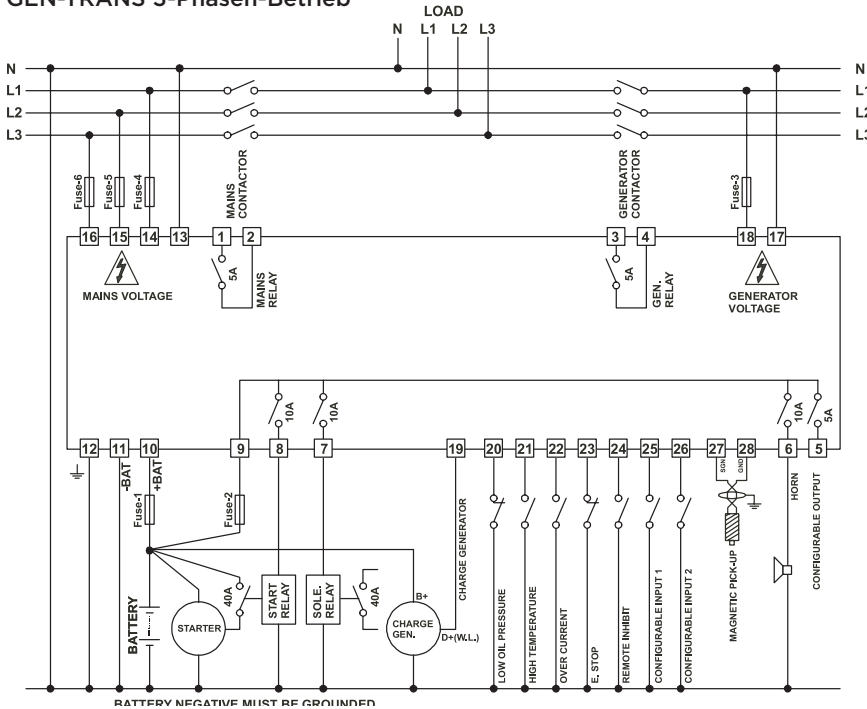 GEN-TRANS 3-Phasen-Betrieb
LOAD
N L1 L2 L3
N N
L1 L1
L2 L2
L3 L3
Fuse-6
Fuse-5
Fuse-4
MAINS
CONTACTOR
GENERATOR
CONTACTOR
Fuse-3
16 15 14 13 1 2 3 4 18 17
5A
MAINS
RELAY
5A
GEN.
RELAY
MAINS VOLTAGE
GENERATOR
VOLTAGE
10A
10A
10A
5A
12 11 10 9 8 7 19 20 21 22 23 24 25 26 27 28 6 5
-BAT
+BAT
SGN
GND
Fuse-1
Fuse-2
CHARGE GENERATOR
HORN
CONFIGURABLE OUTPUT
BATTERY
STARTER
40A
START
RELAY
SOLE.
RELAY
40A
B+
CHARGE
GEN.
D+(W.L.)
LOW OIL PRESSURE
HIGH TEMPERATURE
OVER CURRENT
E, STOP
REMOTE INHIBIT
CONFIGURABLE INPUT 1
CONFIGURABLE INPUT 2
MAGNETIC PICK-UP
BATTERY NEGATIVE MUST BE GROUNDED